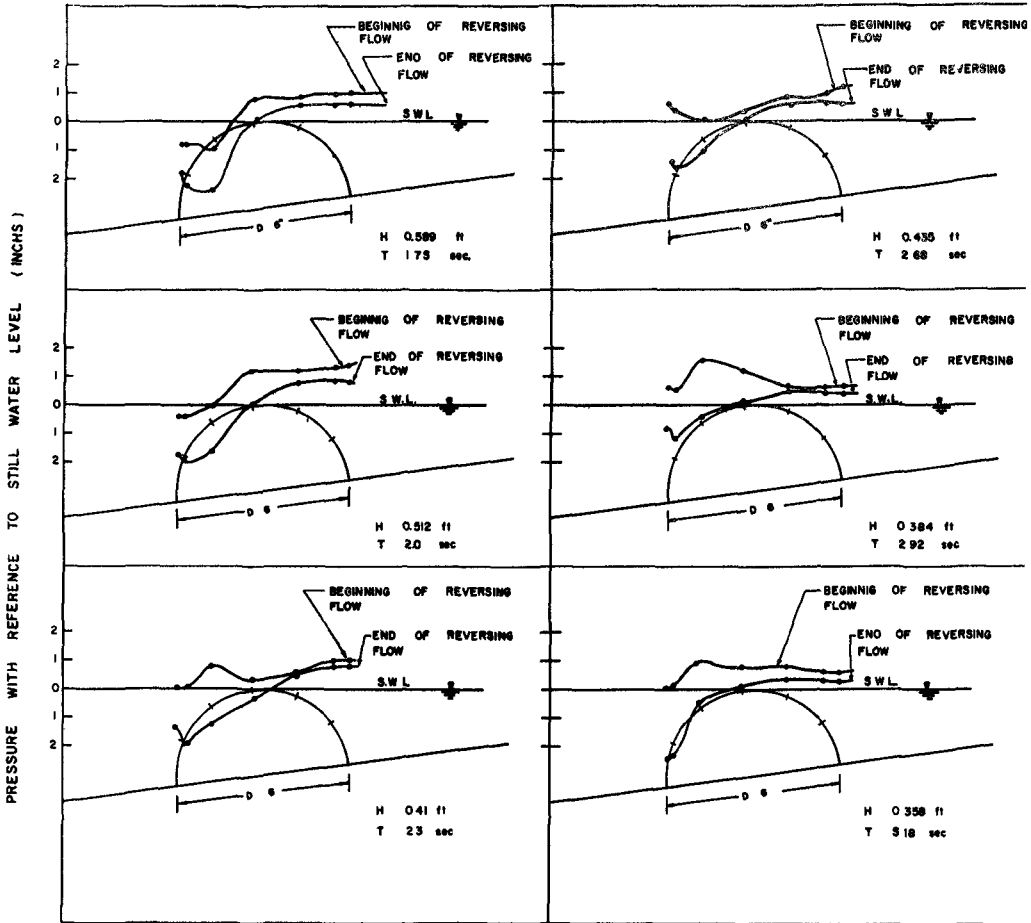 PRESSURE WITH REFERENCE TO STILL WATER LEVEL (INCHS)
2
1
0
1
2
BEGINNIG OF REVERSING
FLOW
END OF REVERSING
FLOW
S W L
D 6"
H 0.589 ft
T 1 75 sec.
BEGINNING OF REVERSING
FLOW
END OF REVERSING
FLOW
S W L
D 6"
H 0.435 ft
T 2 68 sec
2
1
0
1
2
BEGINNIG OF REVERSING
FLOW
END OF REVERSING
FLOW
S.W.L.
D 6
H 0.512 ft
T 2.0 sec
BEGINNING OF REVERSING
FLOW
END OF REVERSING
FLOW
S.W.L.
D 6
H 0 384 ft
T 2 92 sec
2
1
0
1
2
BEGINNING OF REVERSING
FLOW
END OF REVERSING
FLOW
S.W.L
D 6
H 0 41 ft
T 2 3 sec
BEGINNIG OF REVERSING
FLOW
END OF REVERSING
FLOW
S W L
D 6
H 0 358 ft
T 18 sec